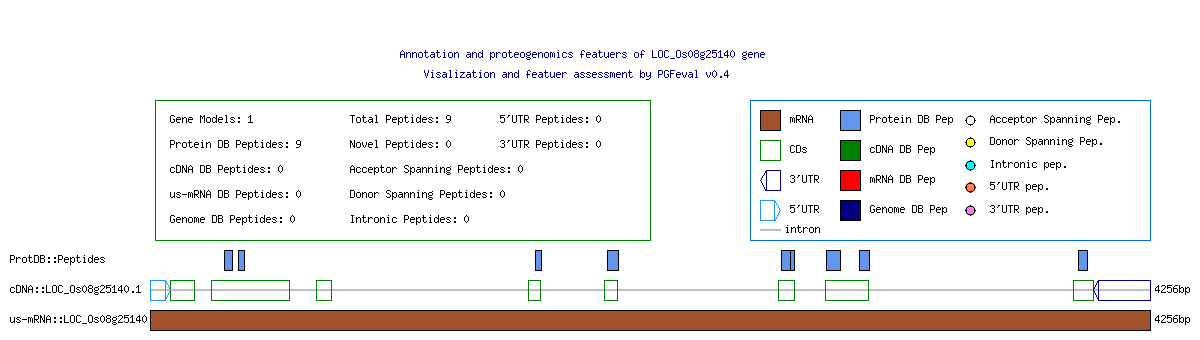 Annotation and proteogenomics featuers of LOC_Os08g25140 gene
Visalization and featuer assessment by PGFeval v0.4
Gene Models: 1 Total Peptides: 9 5'UTR Peptides: 0
Protein DB Peptides: 9 Novel Peptides: 0 3'UTR Peptides: 0
cDNA DB Peptides: 0 Acceptor Spanning Peptides: 0
us-mRNA DB Peptides: 0 Donor Spanning Peptides: 0
Genome DB Peptides: 0 Intronic Peptides: 0
mRNA Protein DB Pep Acceptor Spanning Pep.
CDs cDNA DB Pep Donor Spanning Pep.
3'UTR mRNA DB Pep Intronic pep.
5'UTR Genome DB Pep 5'UTR pep.
intron 3'UTR pep.
ProtDB::Peptides
cDNA::LOC_Os08g25140.1 4256bp
us-mRNA::LOC_Os08g25140 4256bp